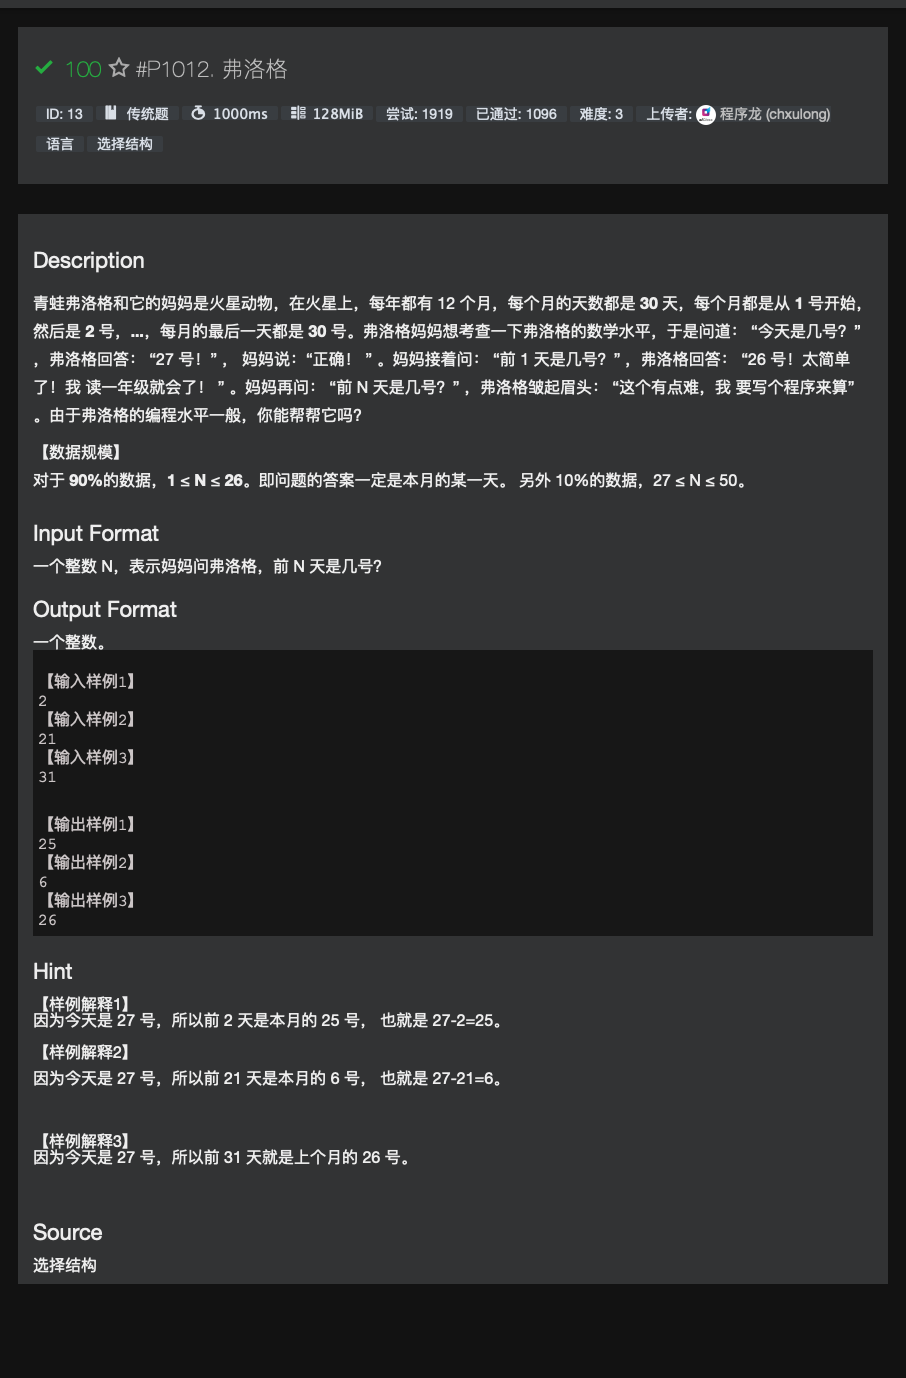 100 #P1012. 弗洛格
ID: 13 传统题 1000ms 128MiB 尝试: 1919 已通过: 1096 难度: 3 上传者: 程序龙 (chxulong)
语言 选择结构
Description
青蛙弗洛格和它的妈妈是火星动物，在火星上，每年都有 12 个月，每个月的天数都是 30 天，每个月都是从 1 号开始，
然后是 2 号，...，每月的最后一天都是 30 号。弗洛格妈妈想考查一下弗洛格的数学水平，于是问道：“今天是几号？”
，弗洛格回答：“27 号！”， 妈妈说：“正确！ ” 。妈妈接着问：“前 1 天是几号？”，弗洛格回答：“26 号！太简单
了！我 读一年级就会了！ ” 。妈妈再问：“前 N 天是几号？”，弗洛格皱起眉头：“这个有点难，我 要写个程序来算”
。由于弗洛格的编程水平一般，你能帮帮它吗？
【数据规模】
对于 90%的数据，1 ≤ N ≤ 26。即问题的答案一定是本月的某一天。 另外 10%的数据，27 ≤ N ≤ 50。
Input Format
一个整数 N，表示妈妈问弗洛格，前 N 天是几号？
Output Format
一个整数。
【输入样例1】
2
【输入样例2】
21
【输入样例3】
31
【输出样例1】
25
【输出样例2】
6
【输出样例3】
26
Hint
【样例解释1】
因为今天是 27 号，所以前 2 天是本月的 25 号， 也就是 27-2=25。
【样例解释2】
因为今天是 27 号，所以前 21 天是本月的 6 号， 也就是 27-21=6。
【样例解释3】
因为今天是 27 号，所以前 31 天就是上个月的 26 号。
Source
选择结构